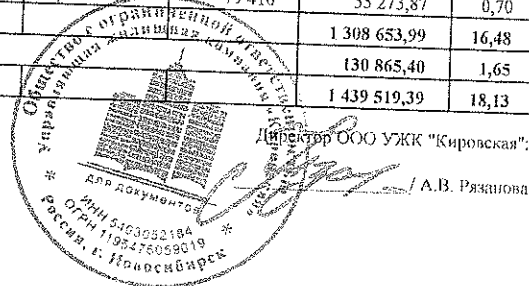 33 273,87 0,70
1 308 653,99 16,48
130 865,40 1,65
1 439 519,39 18,13
Директор ООО УЖК "Кировская":
/ А.В. Рязанова
Общество с ограниченной ответственностью
Управляющая жилищная компания "Кировская"
для документов
ИНН 5403052184
ОГРН 1195476059019
* Россия, г. Новосибирск *